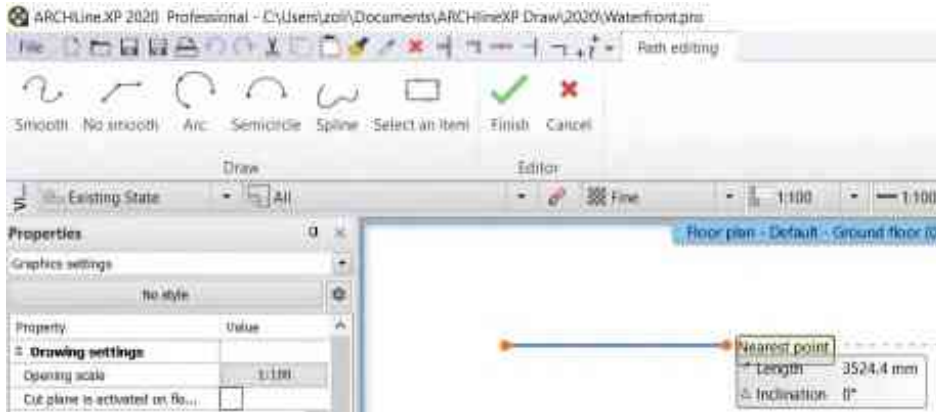 ARCHLine.XP 2020 Professional - C:\Users\zoli\Documents\ARCHlineXP Draw\2020\Waterfront.pro
File Path editing
Smooth No smooth Arc Semicircle Spline Select an Item Finish Cancel
Draw Editor
Existing State All Fine 1:100 1:100
Properties
Floor plan - Default - Ground floor (0
Graphics settings
No style
Property Value
Drawing settings
Nearest point
Opening scale 1:100
Length 3524.4 mm
Cut plane is activated on flo...
Inclination 0°